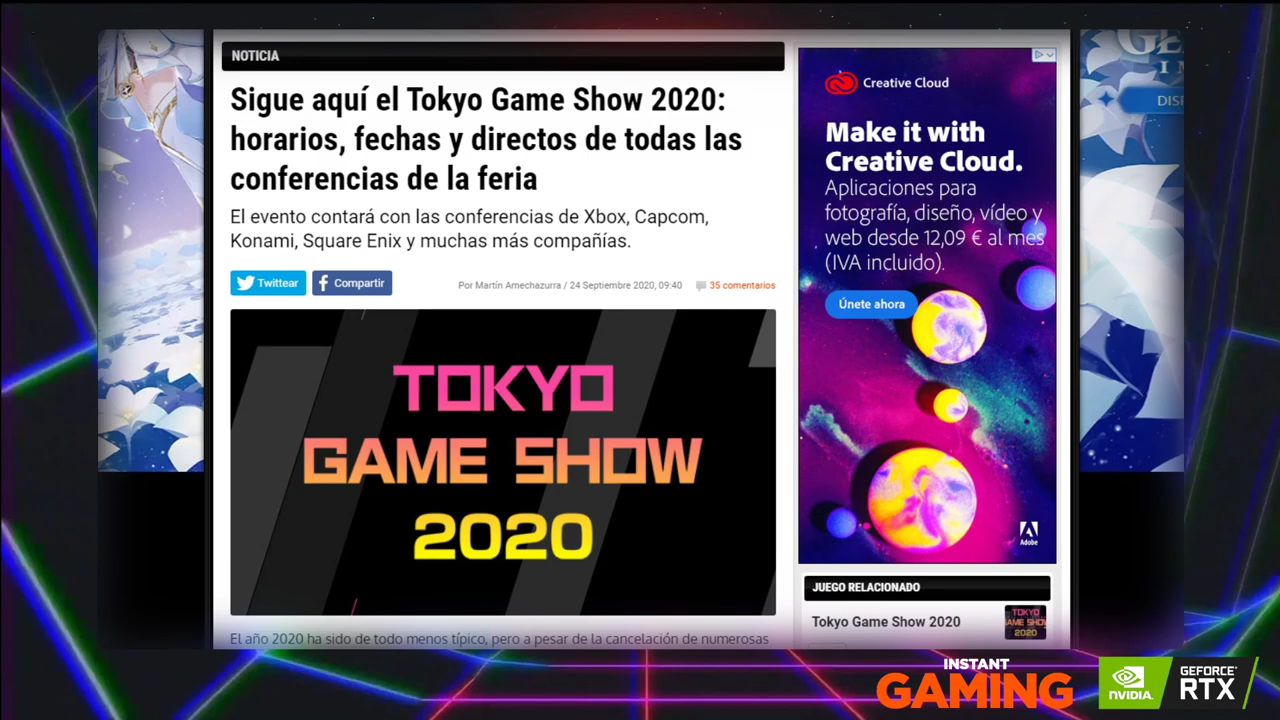 NOTICIA
Sigue aquí el Tokyo Game Show 2020:
horarios, fechas y directos de todas las
conferencias de la feria
El evento contará con las conferencias de Xbox, Capcom,
Konami, Square Enix y muchas más compañías.
Twittear
Compartir
Por Martín Amechazurra / 24 Septiembre 2020, 09:40
35 comentarios
TOKYO
GAME SHOW
2020
El año 2020 ha sido de todo menos típico, pero a pesar de la cancelación de numerosas
Creative Cloud
Make it with
Creative Cloud.
Aplicaciones para
fotografía, diseño, vídeo y
web desde 12,09 € al mes
(IVA incluido).
Únete ahora
Adobe
JUEGO RELACIONADO
Tokyo Game Show 2020
TOKYO
GAME SHOW
2020
INSTANT
GAMING
NVIDIA.
GEFORCE
RTX